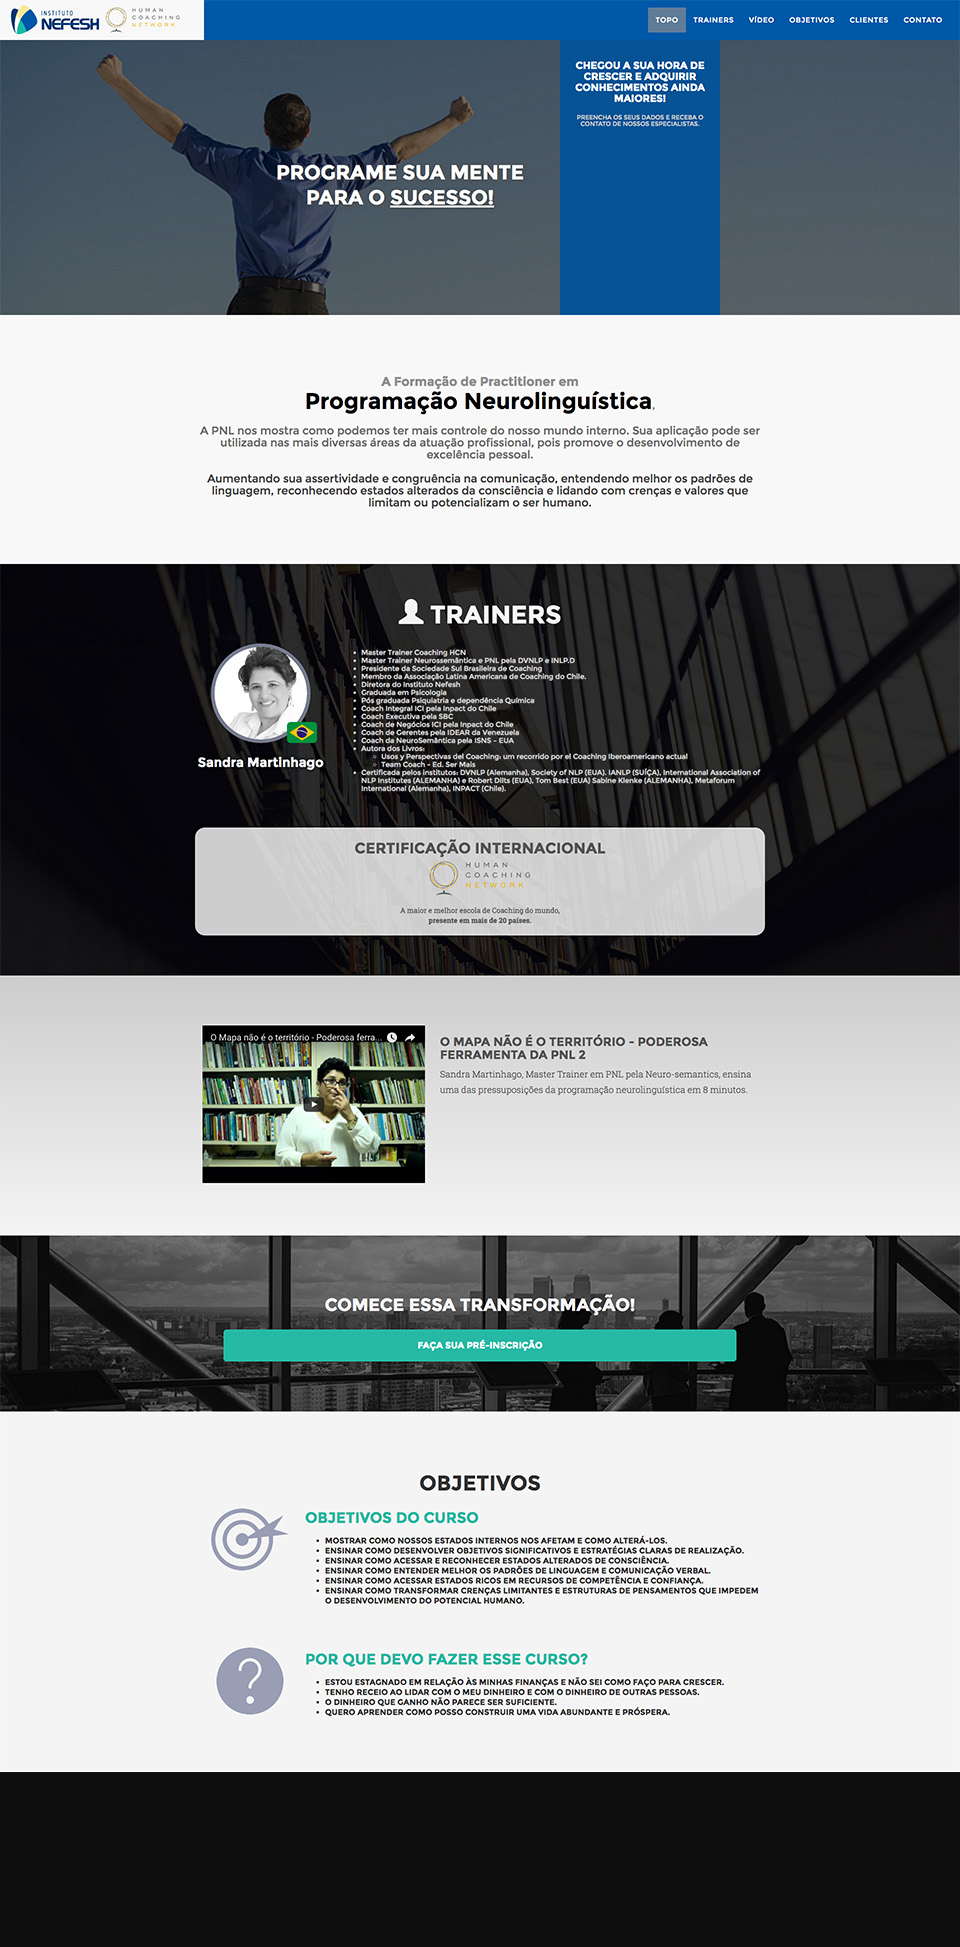 INSTITUTO
NEFESH
HUMAN
COACHING
NETWORK
TOPO TRAINERS VÍDEO OBJETIVOS CLIENTES CONTATO
CHEGOU A SUA HORA DE
CRESCER E ADQUIRIR
CONHECIMENTOS AINDA
MAIORES!
PREENCHA OS SEUS DADOS E RECEBA O
CONTATO DE NOSSOS ESPECIALISTAS.
PROGRAME SUA MENTE
PARA O SUCESSO!
A Formação de Practitioner em
Programação Neurolinguística.
A PNL nos mostra como podemos ter mais controle do nosso mundo interno. Sua aplicação pode ser
utilizada nas mais diversas áreas da atuação profissional, pois promove o desenvolvimento de
excelência pessoal.
Aumentando sua assertividade e congruência na comunicação, entendendo melhor os padrões de
linguagem, reconhecendo estados alterados da consciência e lidando com crenças e valores que
limitam ou potencializam o ser humano.
TRAINERS
Master Trainer Coaching HCN
Master Trainer Neurossemântica e PNL pela DVNLP e INLP.D
Presidente da Sociedade Sul Brasileira de Coaching
Membro da Associação Latina Americana de Coaching do Chile.
Diretora do Instituto Nefesh
Graduada em Psicologia
Pós graduada Psiquiatria e dependência Química
Coach Integral ICI pela Inpact do Chile
Coach Executiva pela SBC
Coach de Negócios ICI pela Inpact do Chile
Coach de Gerentes pela IDEAR da Venezuela
Coach da NeuroSemântica pela ISNS - EUA
Autora dos Livros:
Usos y Perspectivas del Coaching: um recorrido por el Coaching Iberoamericano actual
Team Coach - Ed. Ser Mais
Certificada pelos institutos: DVNLP (Alemanha), Society of NLP (EUA). IANLP (SUÍÇA), International Association of
NLP Institutes (ALEMANHA) e Robert Dilts (EUA), Tom Best (EUA) Sabine Klenke (ALEMANHA), Metaforum
International (Alemanha), INPACT (Chile).
Sandra Martinhago
CERTIFICAÇÃO INTERNACIONAL
HUMAN
COACHING
NETWORK
A maior e melhor escola de Coaching do mundo,
presente em mais de 20 países.
O Mapa não é o território - Poderosa ferra...
O MAPA NÃO É O TERRITÓRIO - PODEROSA
FERRAMENTA DA PNL 2
Sandra Martinhago, Master Trainer em PNL pela Neuro-semantics, ensina
uma das pressuposições da programação neurolinguística em 8 minutos.
COMECE ESSA TRANSFORMAÇÃO!
FAÇA SUA PRÉ-INSCRIÇÃO
OBJETIVOS
OBJETIVOS DO CURSO
MOSTRAR COMO NOSSOS ESTADOS INTERNOS NOS AFETAM E COMO ALTERÁ-LOS.
ENSINAR COMO DESENVOLVER OBJETIVOS SIGNIFICATIVOS E ESTRATÉGIAS CLARAS DE REALIZAÇÃO.
ENSINAR COMO ACESSAR E RECONHECER ESTADOS ALTERADOS DE CONSCIÊNCIA.
ENSINAR COMO ENTENDER MELHOR OS PADRÕES DE LINGUAGEM E COMUNICAÇÃO VERBAL.
ENSINAR COMO ACESSAR ESTADOS RICOS EM RECURSOS DE COMPETÊNCIA E CONFIANÇA.
ENSINAR COMO TRANSFORMAR CRENÇAS LIMITANTES E ESTRUTURAS DE PENSAMENTOS QUE IMPEDEM
O DESENVOLVIMENTO DO POTENCIAL HUMANO.
?
POR QUE DEVO FAZER ESSE CURSO?
ESTOU ESTAGNADO EM RELAÇÃO ÀS MINHAS FINANÇAS E NÃO SEI COMO FAÇO PARA CRESCER.
TENHO RECEIO AO LIDAR COM O MEU DINHEIRO E COM O DINHEIRO DE OUTRAS PESSOAS.
O DINHEIRO QUE GANHO NÃO PARECE SER SUFICIENTE.
QUERO APRENDER COMO POSSO CONSTRUIR UMA VIDA ABUNDANTE E PRÓSPERA.